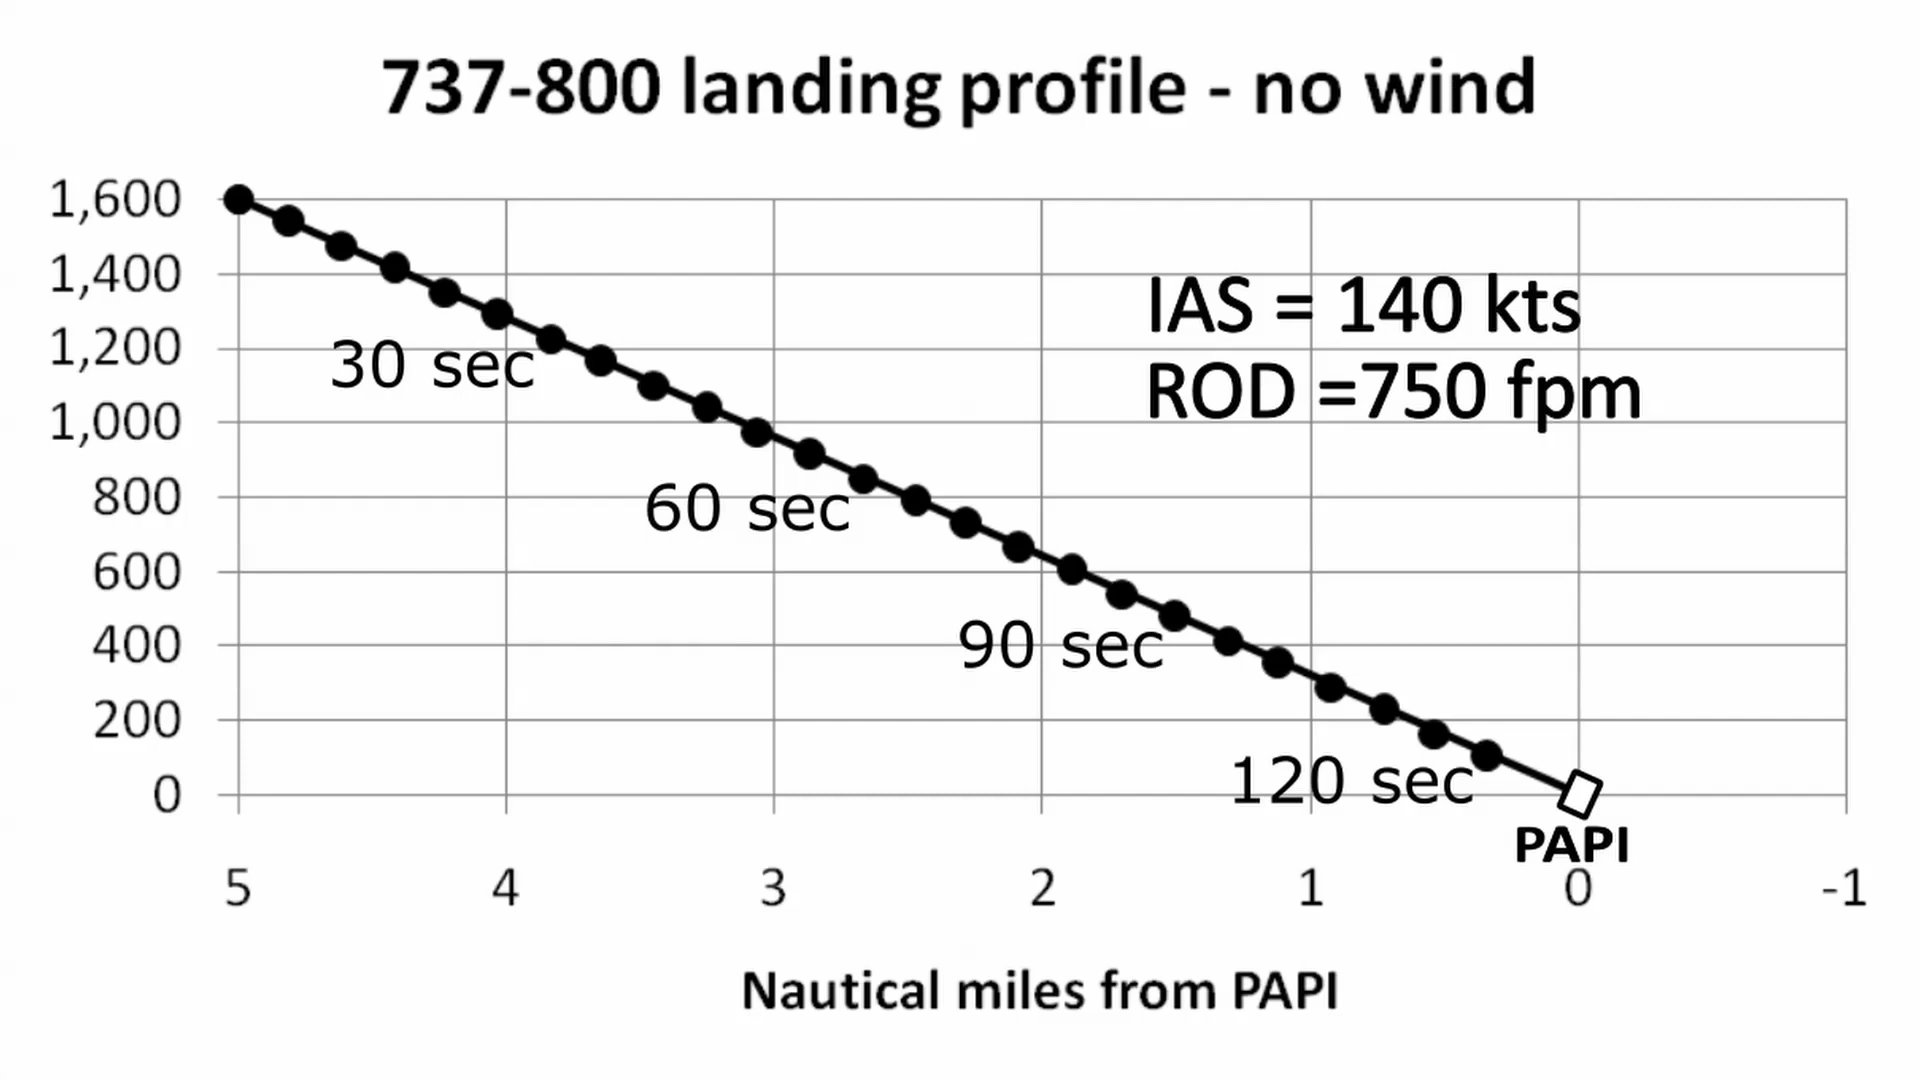 737-800 landing profile - no wind
1,600
1,400
1,200
1,000
800
600
400
200
0
IAS = 140 kts
ROD =750 fpm
30 sec
60 sec
90 sec
120 sec
PAPI
5 4 3 2 1 0 -1
Nautical miles from PAPI